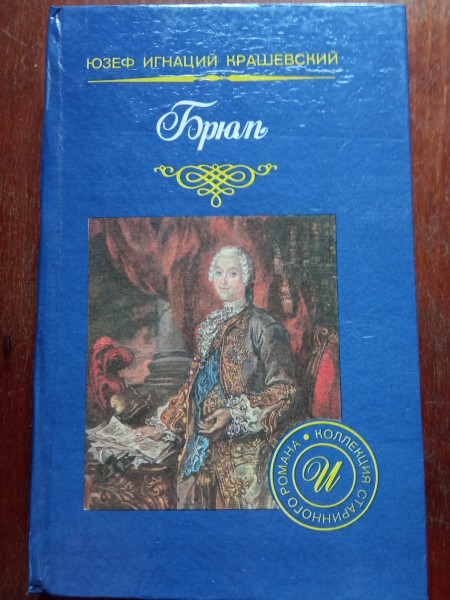 ЮЗЕФ ИГНАЦИЙ КРАШЕВСКИЙ
Брюль
КОЛЛЕКЦИЯ СТАРИННОГО РОМАНА •
И